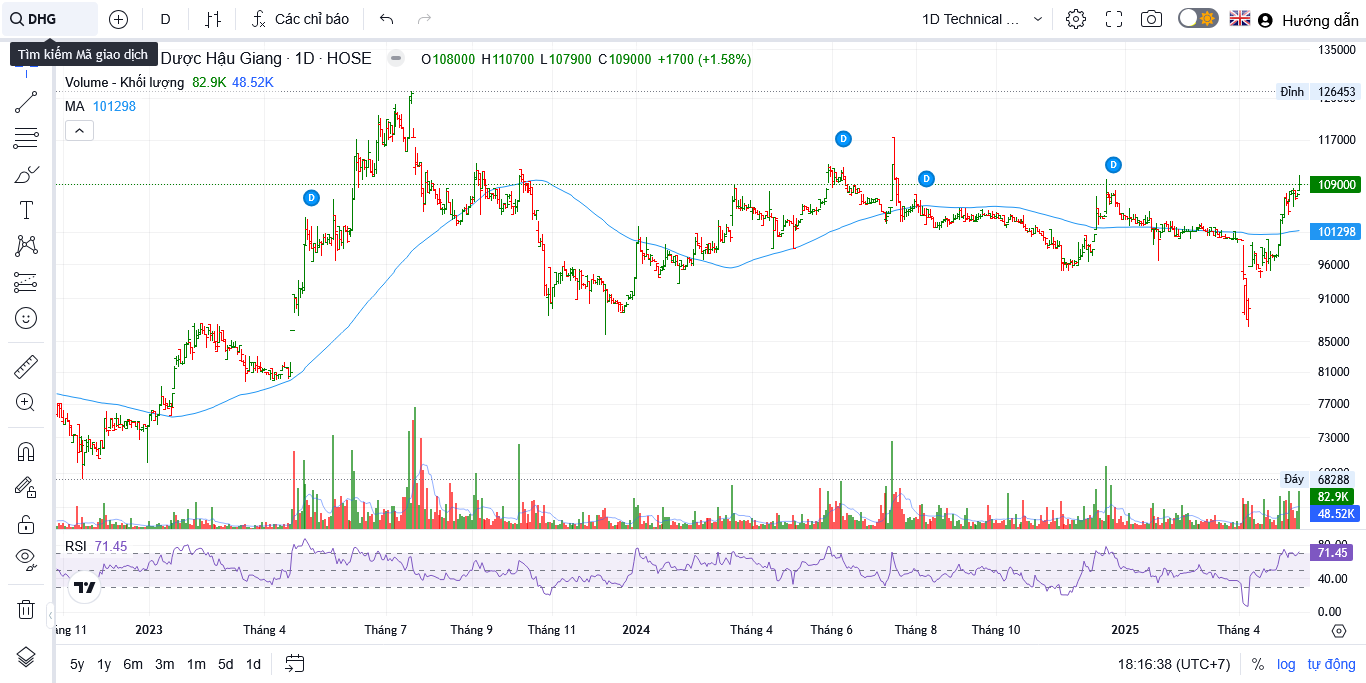 DHG
D
Các chỉ báo
1D Technical ...
Hướng dẫn
Tìm kiếm Mã giao dịch
Dược Hậu Giang · 1D · HOSE
O108000 H110700 L107900 C109000 +1700 (+1.58%)
Volume - Khối lượng 82.9K 48.52K
MA 101298
135000
Đỉnh 126453
117000
109000
101298
96000
91000
85000
81000
77000
73000
Đáy 68288
82.9K
48.52K
D
D
D
D
RSI 71.45
80.00
71.45
40.00
0.00
áng 11
2023
Tháng 4
Tháng 7
Tháng 9
Tháng 11
2024
Tháng 4
Tháng 6
Tháng 8
Tháng 10
2025
Tháng 4
5y 1y 6m 3m 1m 5d 1d
18:16:38 (UTC+7)
% log tự động